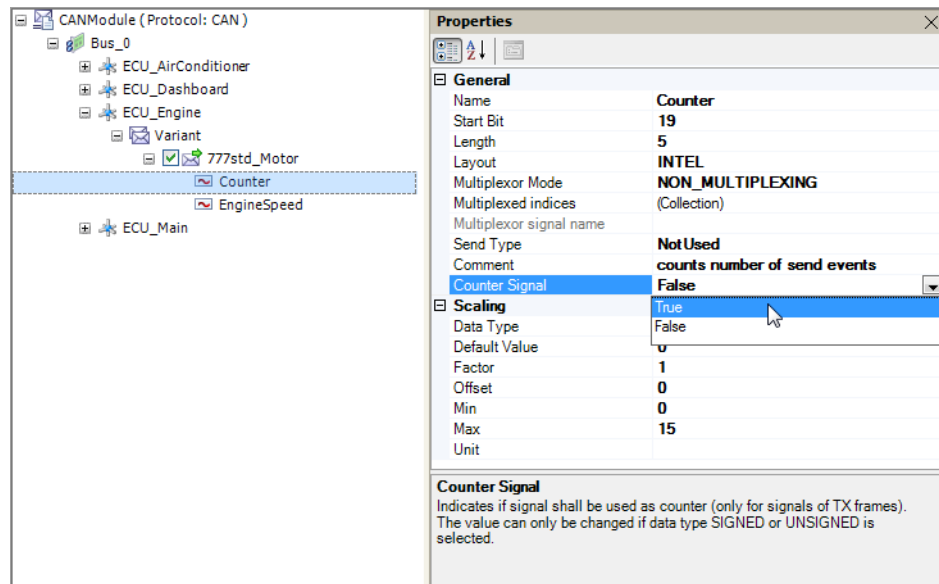 CANModule ( Protocol: CAN )
Bus_0
ECU_AirConditioner
ECU_Dashboard
ECU_Engine
Variant
777std_Motor
Counter
EngineSpeed
ECU_Main
Properties
General
Name Counter
Start Bit 19
Length 5
Layout INTEL
Multiplexor Mode NON_MULTIPLEXING
Multiplexed indices (Collection)
Multiplexor signal name
Send Type NotUsed
Comment counts number of send events
Counter Signal False
Scaling True
Data Type False
Default Value 0
Factor 1
Offset 0
Min 0
Max 15
Unit
Counter Signal
Indicates if signal shall be used as counter (only for signals of TX frames).
The value can only be changed if data type SIGNED or UNSIGNED is
selected.